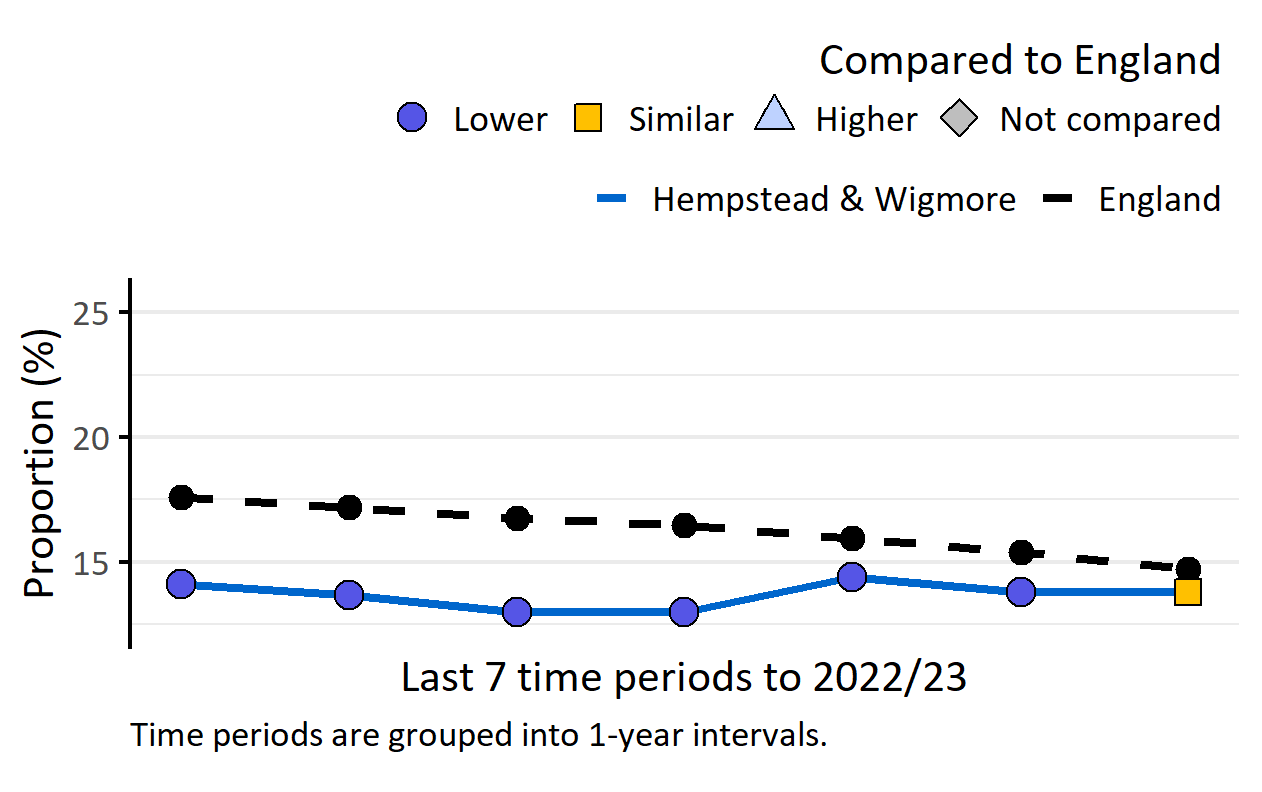 Compared to England
Lower Similar Higher Not compared
Hempstead & Wigmore England
25
20
15
Proportion (%)
Last 7 time periods to 2022/23
Time periods are grouped into 1-year intervals.